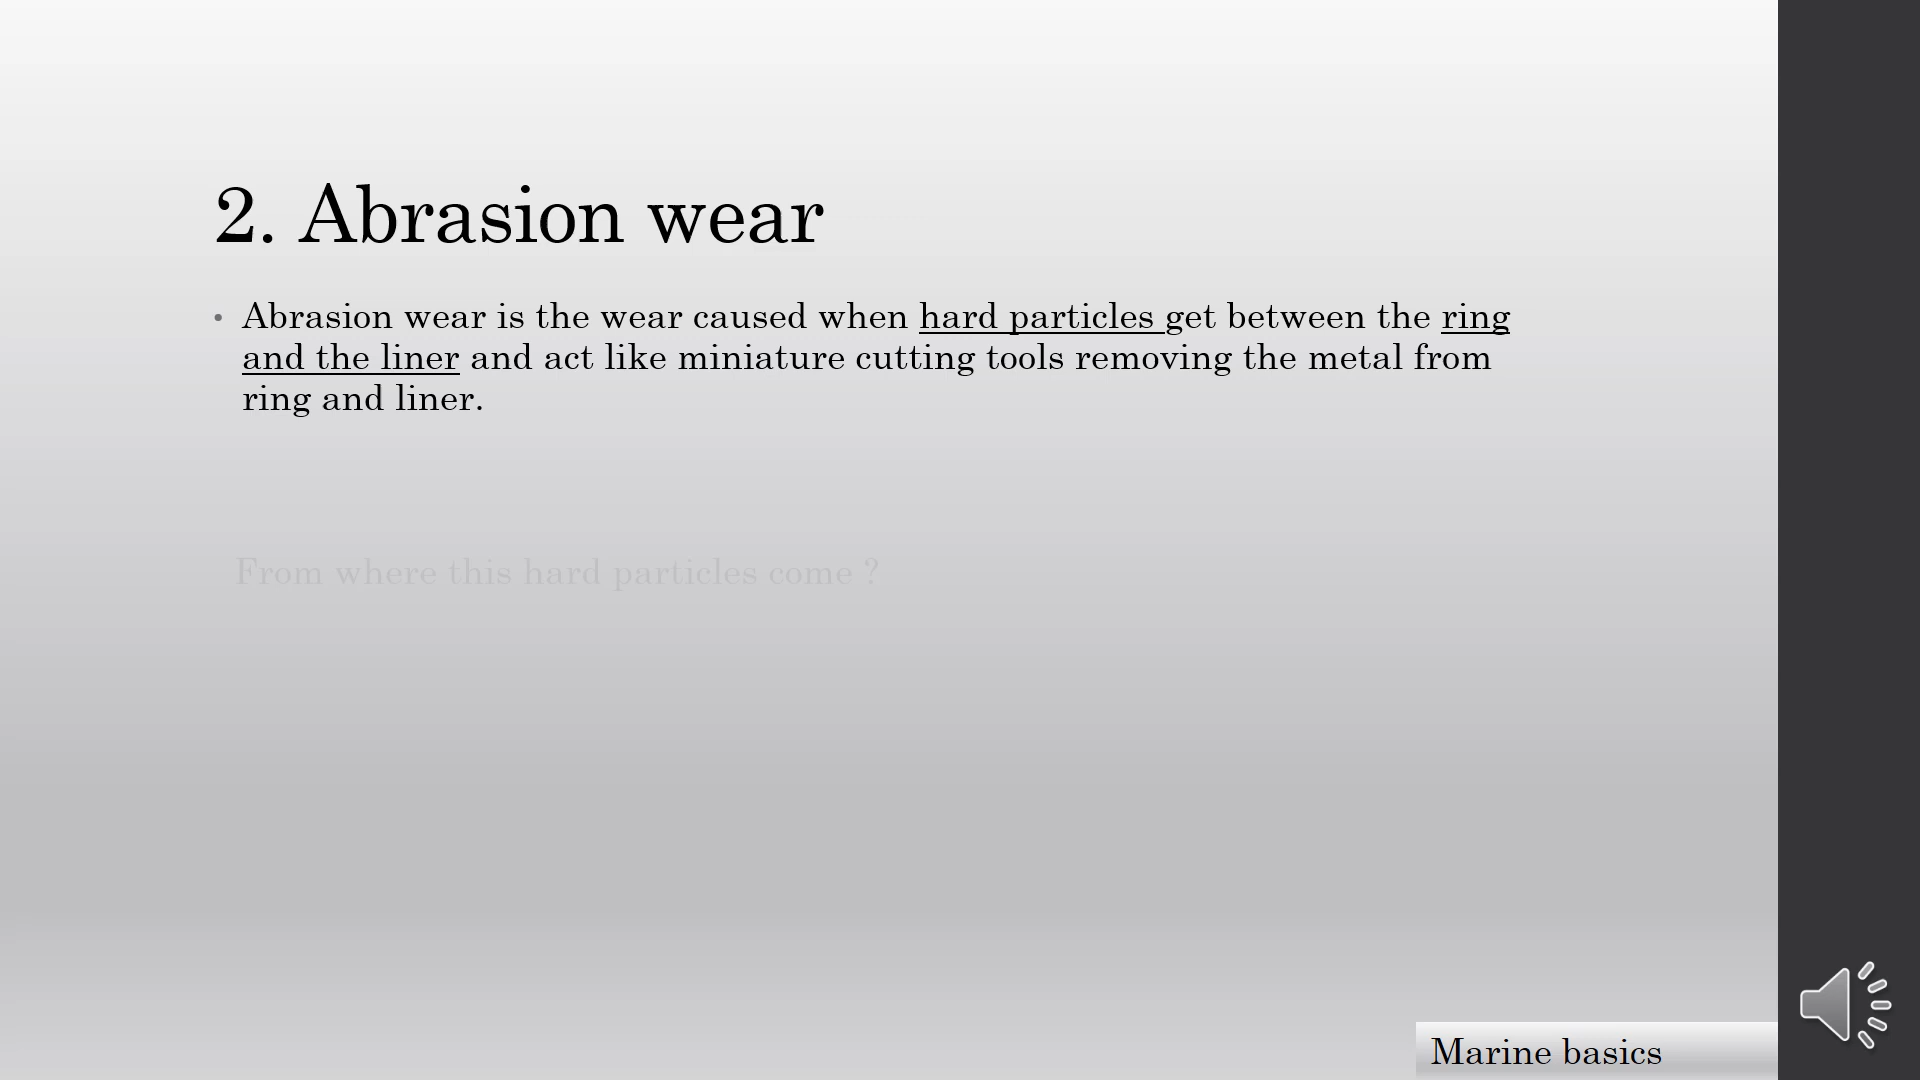 2. Abrasion wear
• Abrasion wear is the wear caused when hard particles get between the ring
and the liner and act like miniature cutting tools removing the metal from
ring and liner.
From where this hard particles come ?
Marine basics